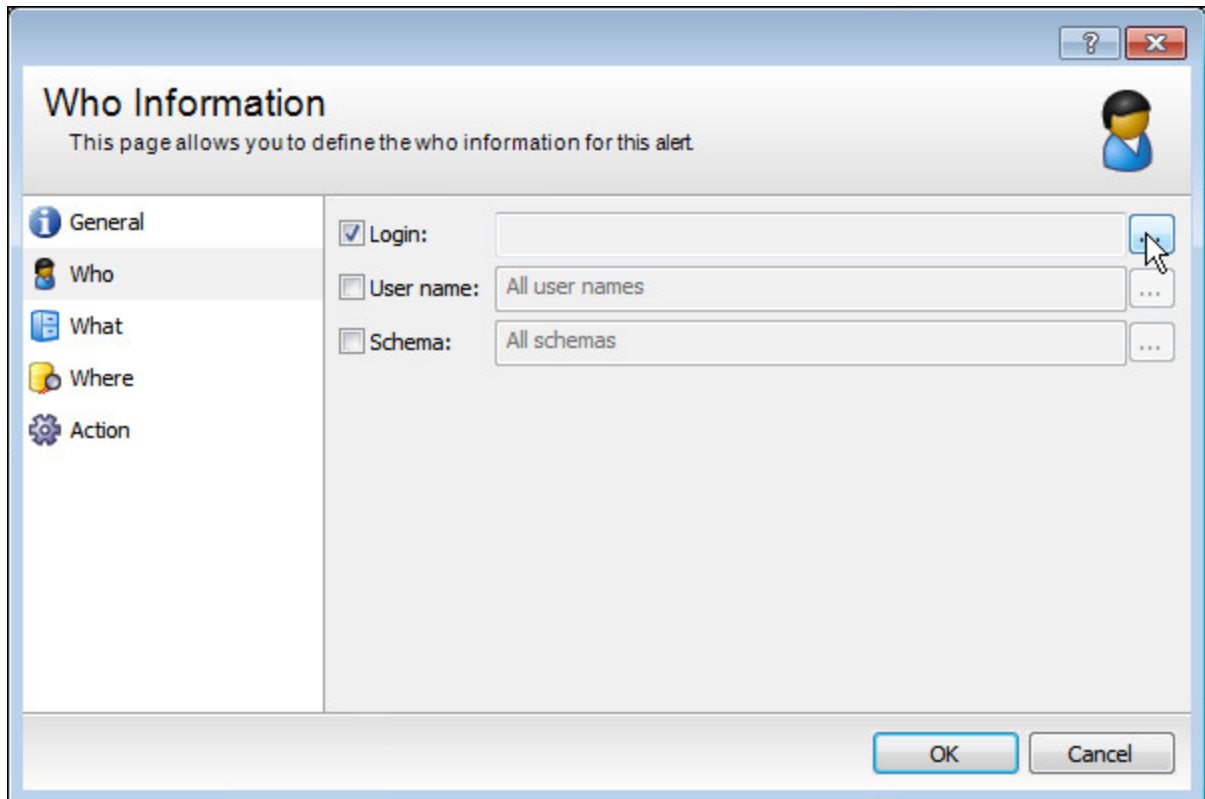 Who Information
This page allows you to define the who information for this alert.
General
Who
What
Where
Action
Login:
...
User name:
All user names
...
Schema:
All schemas
...
OK
Cancel